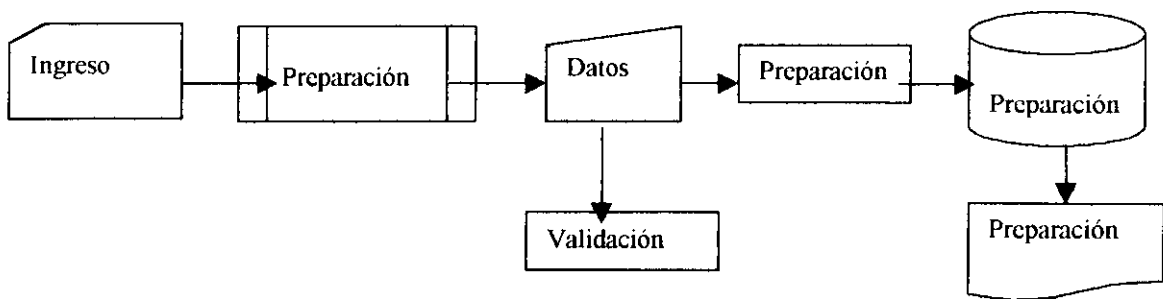 Ingreso
Preparación
Datos
Preparación
Preparación
Validación
Preparación